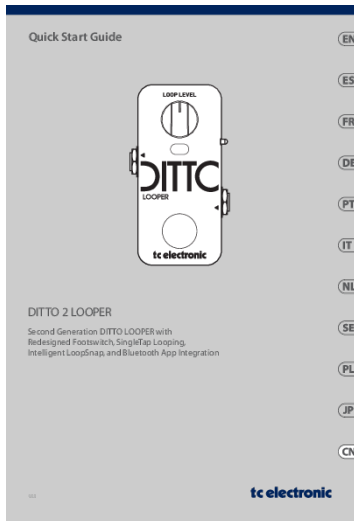 Quick Start Guide
EN
ES
FR
DE
PT
IT
NL
SE
PL
JP
CN
LOOP LEVEL
DITTO
LOOPER
tc electronic
DITTO 2 LOOPER
Second Generation DITTO LOOPER with
Redesigned Footswitch, SingleTap Looping,
Intelligent LoopSnap, and Bluetooth App Integration
tc electronic